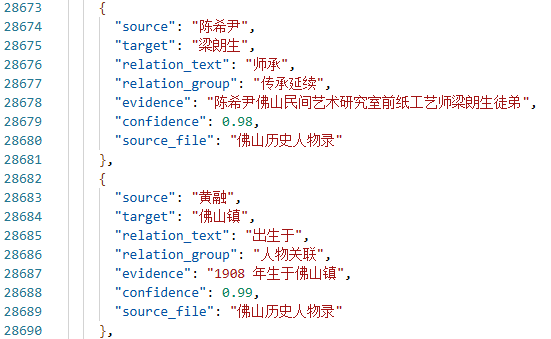 28673 {
28674 "source": "陈希尹",
28675 "target": "梁朗生",
28676 "relation_text": "师承",
28677 "relation_group": "传承延续",
28678 "evidence": "陈希尹佛山民间艺术研究室前纸工艺师梁朗生徒弟",
28679 "confidence": 0.98,
28680 "source_file": "佛山历史人物录"
28681 },
28682 {
28683 "source": "黄融",
28684 "target": "佛山镇",
28685 "relation_text": "出生于",
28686 "relation_group": "人物关联",
28687 "evidence": "1908 年生于佛山镇",
28688 "confidence": 0.99,
28689 "source_file": "佛山历史人物录"
28690 },